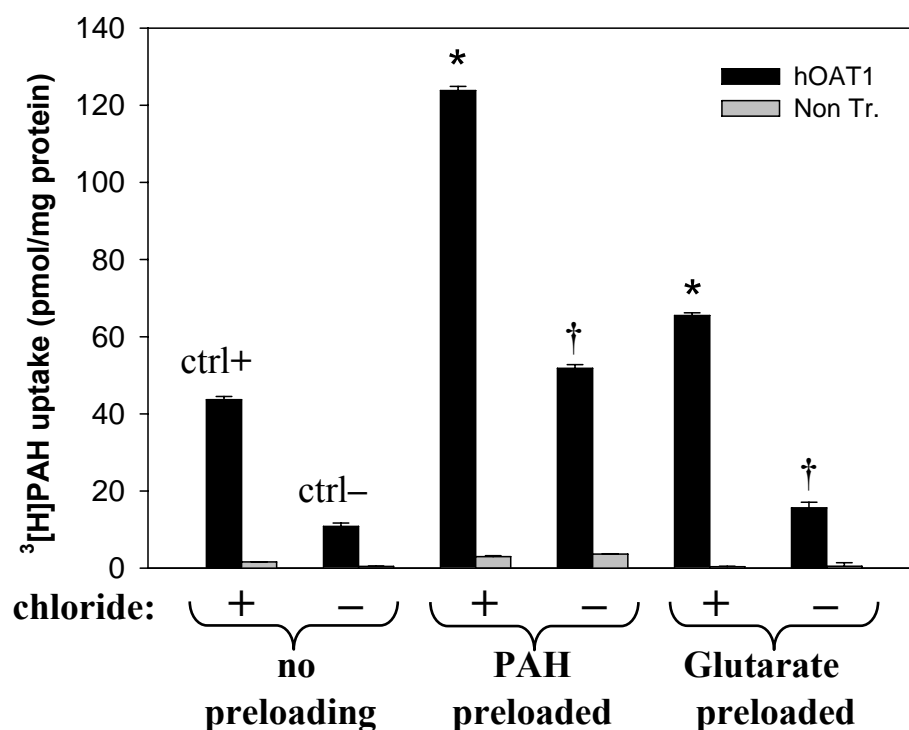 ³[H]PAH uptake (pmol/mg protein)
140
120
100
80
60
40
20
0
hOAT1
Non Tr.
ctrl+
ctrl–
*
†
*
†
chloride: + – + – + –
no preloading
PAH preloaded
Glutarate preloaded